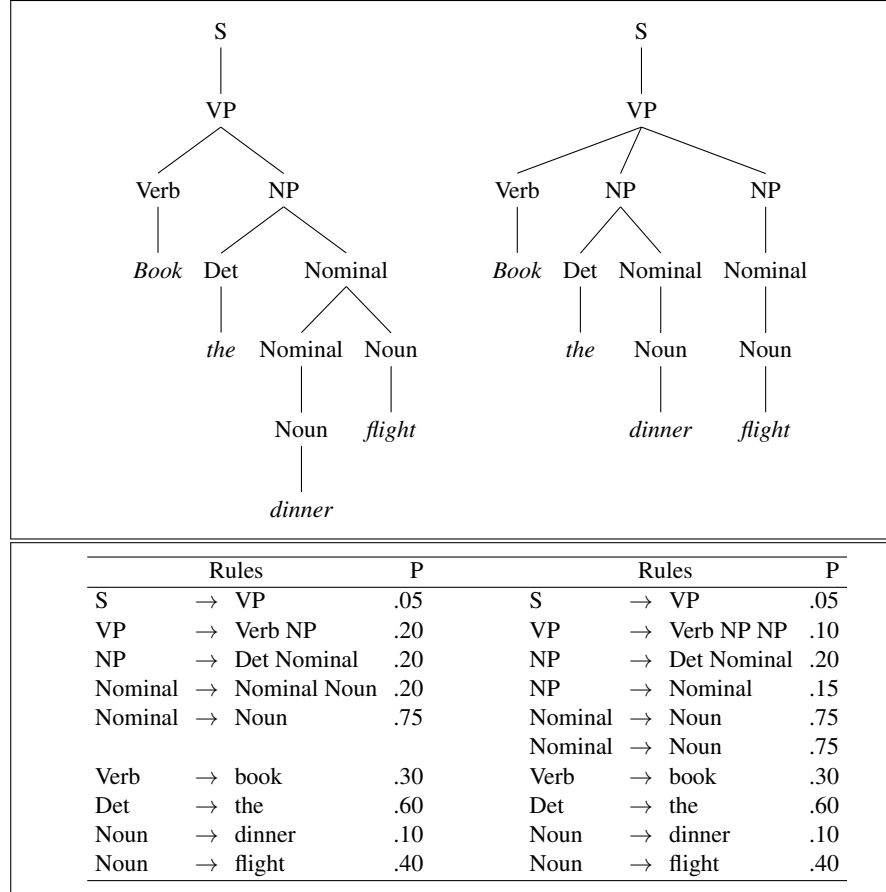 S S
VP VP
Verb NP Verb NP NP
Book Det Nominal Book Det Nominal Nominal
the Nominal Noun the Noun Noun
Noun flight dinner flight
dinner
Rules P Rules P
S → VP .05 S → VP .05
VP → Verb NP .20 VP → Verb NP NP .10
NP → Det Nominal .20 NP → Det Nominal .20
Nominal → Nominal Noun .20 NP → Nominal .15
Nominal → Noun .75 Nominal → Noun .75
Nominal → Noun .75
Verb → book .30 Verb → book .30
Det → the .60 Det → the .60
Noun → dinner .10 Noun → dinner .10
Noun → flight .40 Noun → flight .40